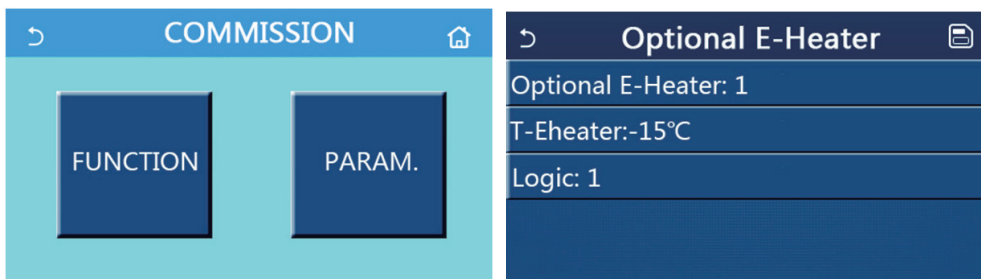 COMMISSION
FUNCTION
PARAM.
Optional E-Heater
Optional E-Heater: 1
T-Eheater:-15℃
Logic: 1